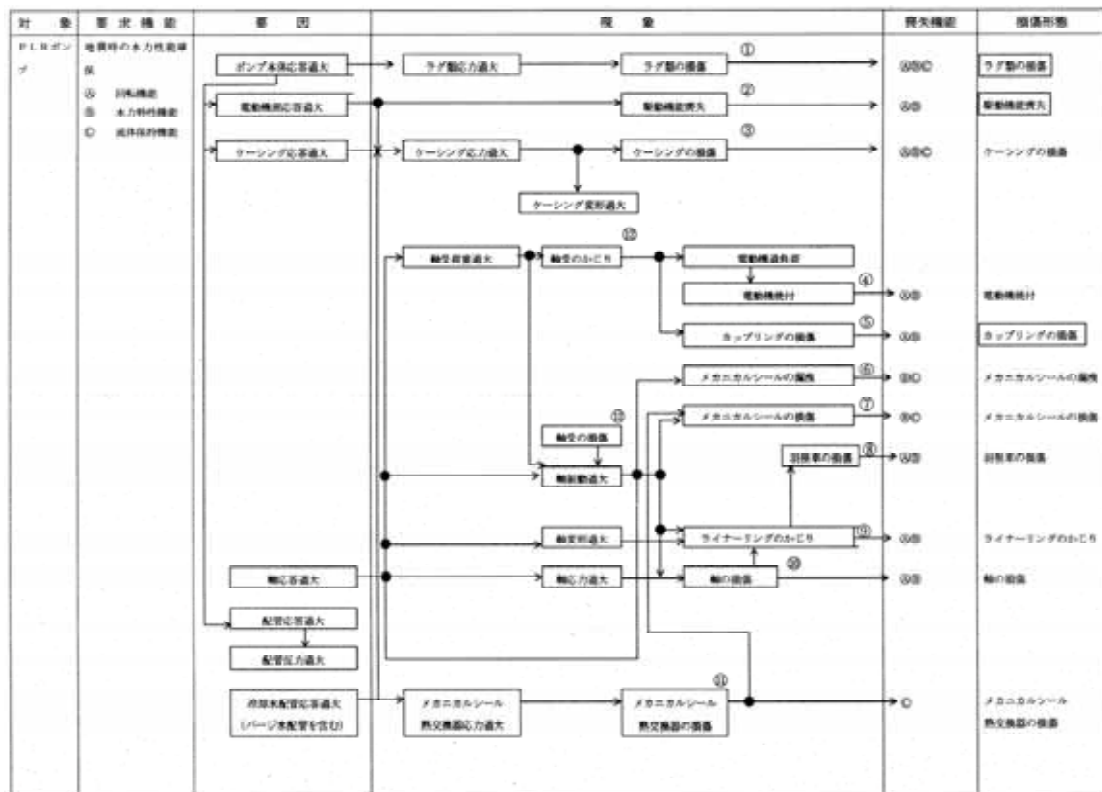 対象 要求機能 要因 現象 喪失機能 損傷形態
PLRポン
プ
地震時の水力性能確
保
Ⓐ 回転機能
Ⓑ 水力特性機能
Ⓒ 流体保持機能
ポンプ本体応答過大 ラグ類応力過大 ラグ類の損傷 ① ⒶⒷⒸ ラグ類の損傷
電動機側応答過大 駆動機能喪失 ② ⒶⒷ 駆動機能喪失
ケーシング応答過大 ケーシング応力過大 ケーシングの損傷 ③ ⒶⒷⒸ ケーシングの損傷
ケーシング変形過大
軸受荷重過大 軸受のかじり ⑫ 電動機過負荷
電動機焼付 ④ ⒶⒷ 電動機焼付
カップリングの損傷 ⑤ ⒶⒷ カップリングの損傷
メカニカルシールの漏洩 ⑥ ⒷⒸ メカニカルシールの漏洩
メカニカルシールの損傷 ⑦ ⒷⒸ メカニカルシールの損傷
軸受の損傷 ⑬
羽根車の損傷 ⑧ ⒶⒷ 羽根車の損傷
軸振動過大
軸変形過大 ライナーリングのかじり ⑨ ⒶⒷ ライナーリングのかじり
軸応答過大 軸応力過大 軸の損傷 ⑩ ⒶⒷ 軸の損傷
配管応答過大
配管圧力過大
冷却水配管応答過大
(パージ水配管を含む)
メカニカルシール
熱交換器応力過大
メカニカルシール
熱交換器の損傷
⑪
Ⓒ
メカニカルシール
熱交換器の損傷